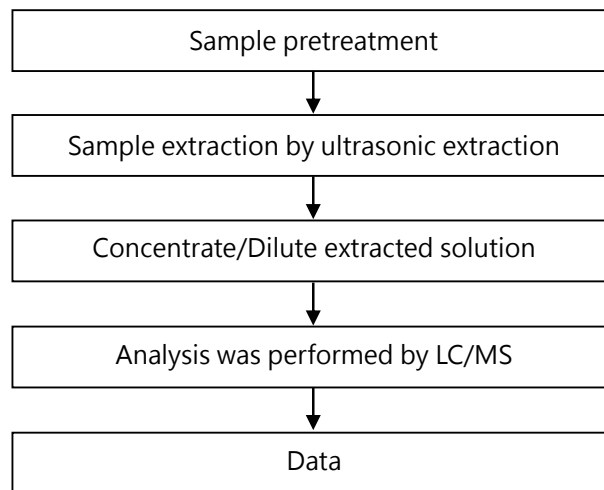 Sample pretreatment
Sample extraction by ultrasonic extraction
Concentrate/Dilute extracted solution
Analysis was performed by LC/MS
Data